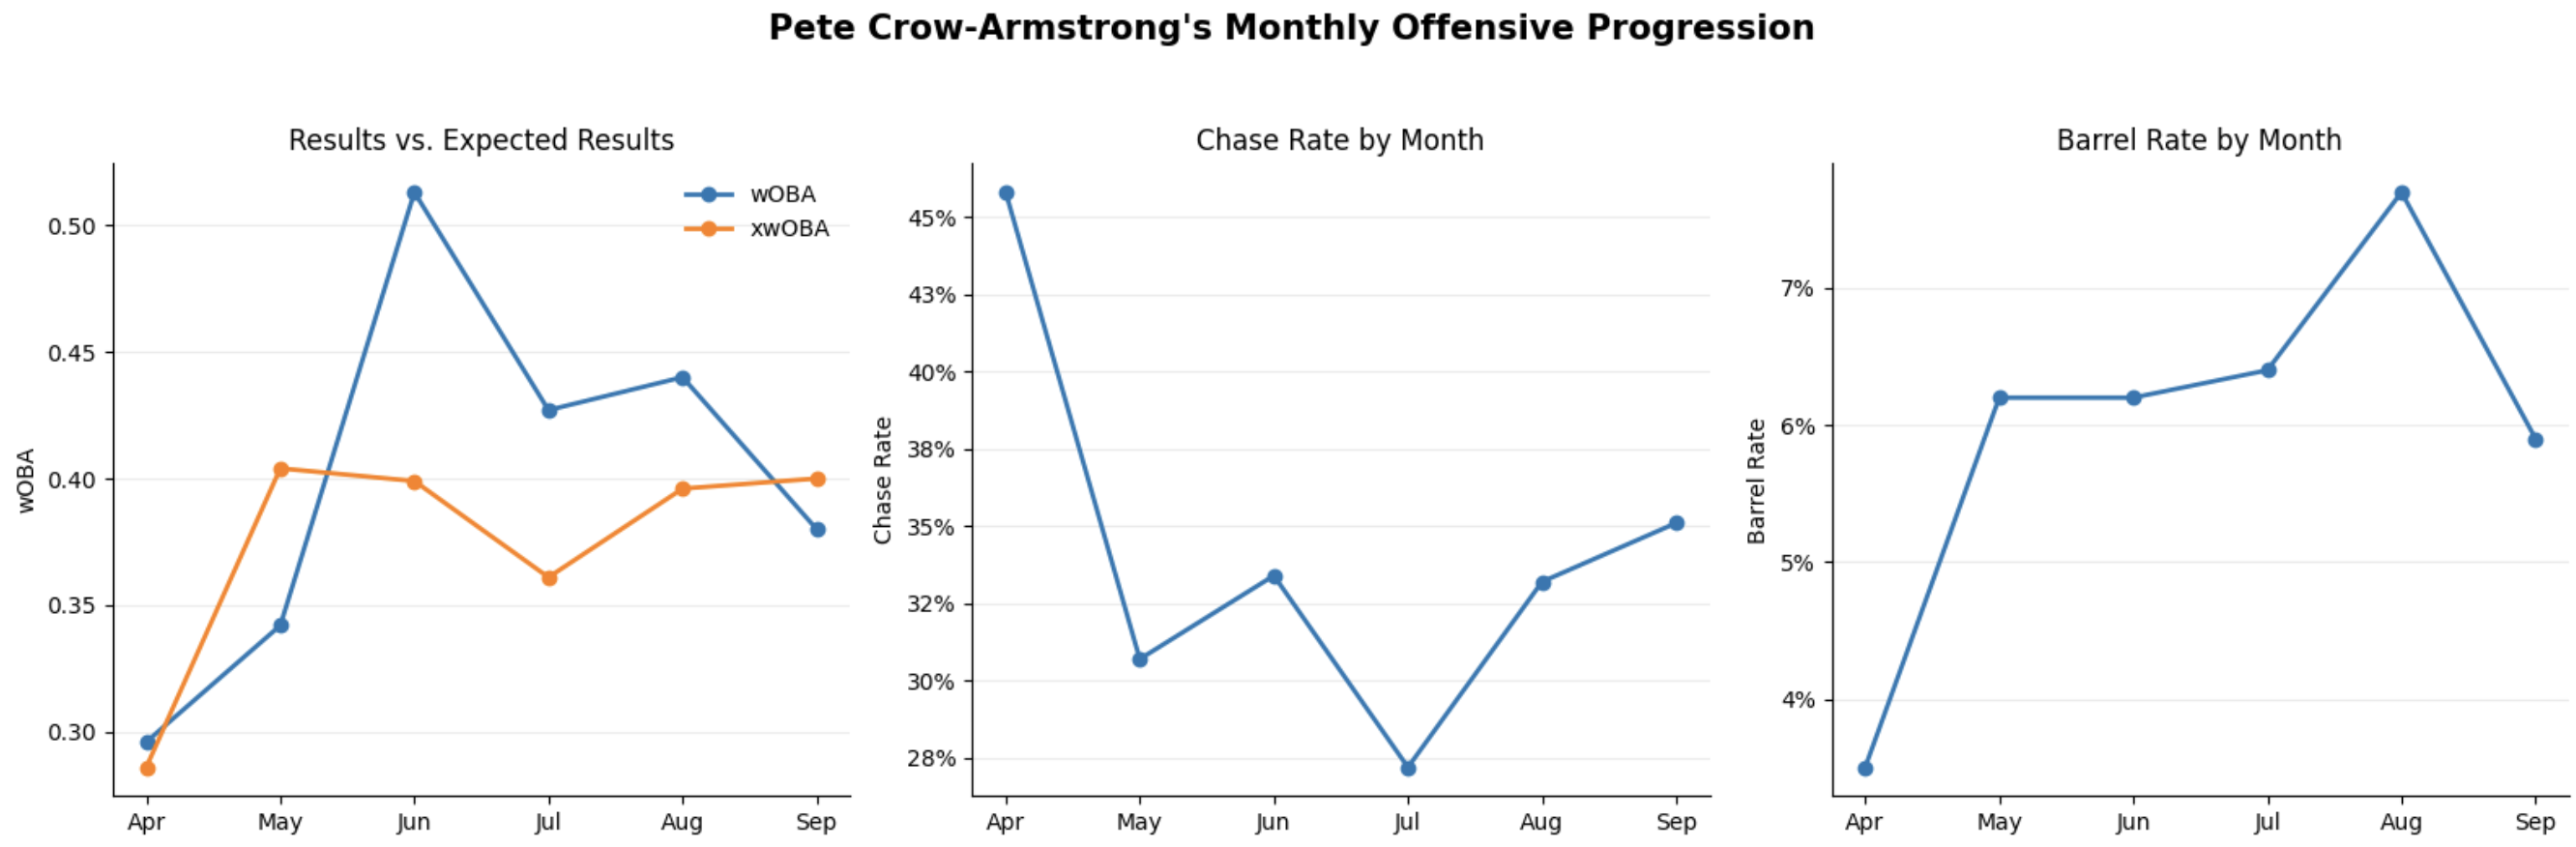 Pete Crow-Armstrong's Monthly Offensive Progression
Results vs. Expected Results
wOBA
xwOBA
0.50
0.45
0.40
0.35
0.30
wOBA
Apr May Jun Jul Aug Sep
Chase Rate by Month
45%
43%
40%
38%
35%
32%
30%
28%
Chase Rate
Apr May Jun Jul Aug Sep
Barrel Rate by Month
7%
6%
5%
4%
Barrel Rate
Apr May Jun Jul Aug Sep